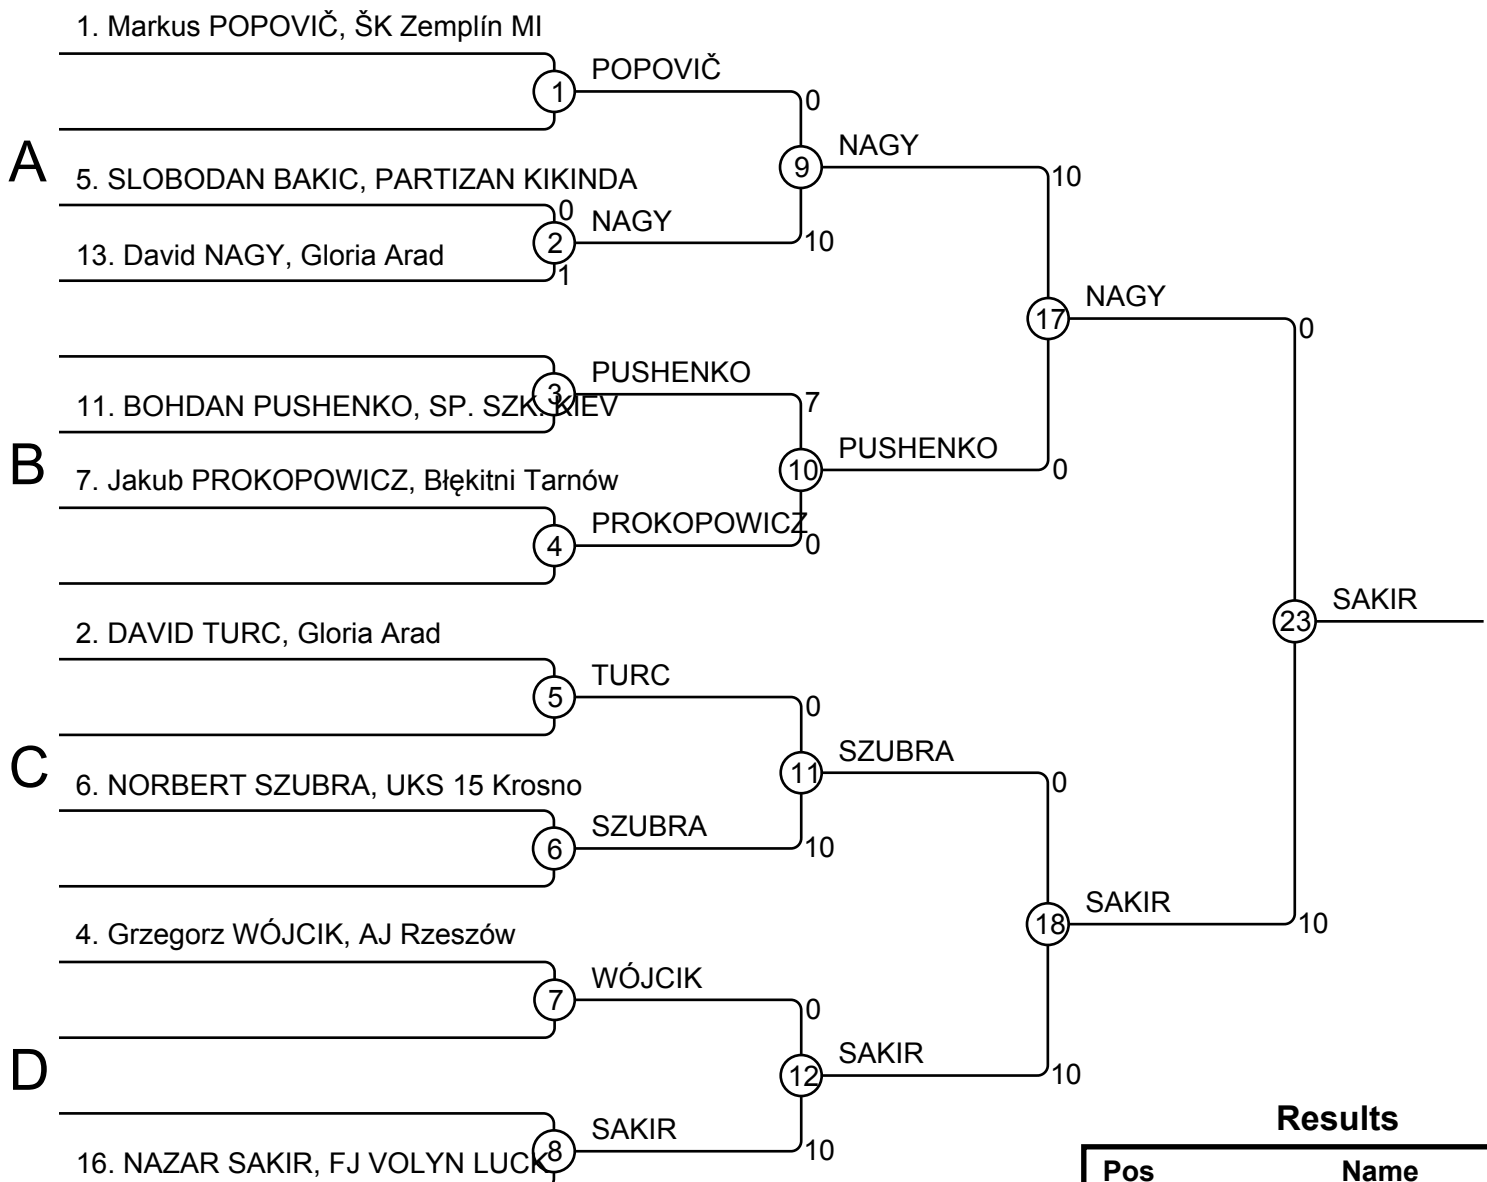 1. Markus POPOVIČ, ŠK Zemplín MI
1
POPOVIČ
0
A
5. SLOBODAN BAKIC, PARTIZAN KIKINDA
0
13. David NAGY, Gloria Arad
2
1
NAGY
10
9
NAGY
10
3
11. BOHDAN PUSHENKO, SP. SZK. KIEV
PUSHENKO
7
B
7. Jakub PROKOPOWICZ, Błękitni Tarnów
4
PROKOPOWICZ
0
10
PUSHENKO
0
17
NAGY
0
2. DAVID TURC, Gloria Arad
5
TURC
0
C
6. NORBERT SZUBRA, UKS 15 Krosno
6
SZUBRA
10
11
SZUBRA
0
4. Grzegorz WÓJCIK, AJ Rzeszów
7
WÓJCIK
0
D
16. NAZAR SAKIR, FJ VOLYN LUCK
8
SAKIR
10
12
SAKIR
10
18
SAKIR
10
23
SAKIR
Results
Pos Name